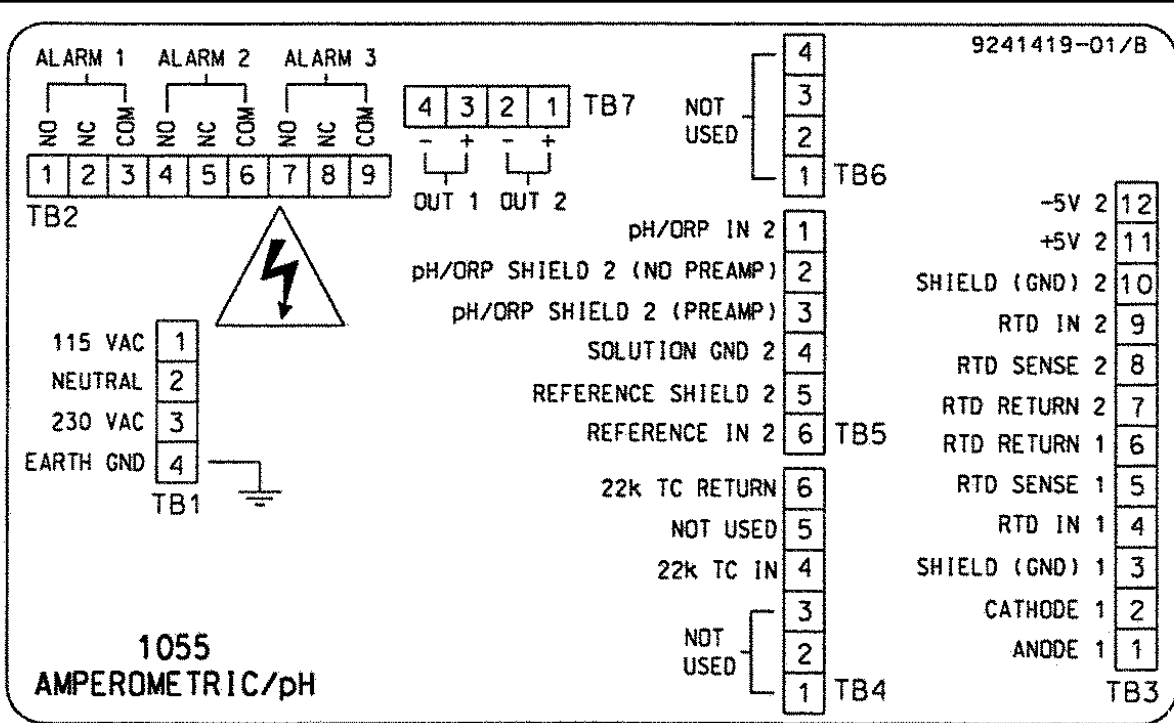 9241419-01/B
ALARM 1 ALARM 2 ALARM 3
NO NC COM NO NC COM NO NC COM
1 2 3 4 5 6 7 8 9
TB2
4 3 2 1 TB7
- + - +
OUT 1 OUT 2
115 VAC 1
NEUTRAL 2
230 VAC 3
EARTH GND 4
TB1
1055
AMPEROMETRIC/pH
4
NOT 3
USED 2
1 TB6
pH/ORP IN 2 1
pH/ORP SHIELD 2 (NO PREAMP) 2
pH/ORP SHIELD 2 (PREAMP) 3
SOLUTION GND 2 4
REFERENCE SHIELD 2 5
REFERENCE IN 2 6 TB5
22k TC RETURN 6
NOT USED 5
22k TC IN 4
3
NOT
USED 2
1 TB4
-5V 2 12
+5V 2 11
SHIELD (GND) 2 10
RTD IN 2 9
RTD SENSE 2 8
RTD RETURN 2 7
RTD RETURN 1 6
RTD SENSE 1 5
RTD IN 1 4
SHIELD (GND) 1 3
CATHODE 1 2
ANODE 1 1
TB3